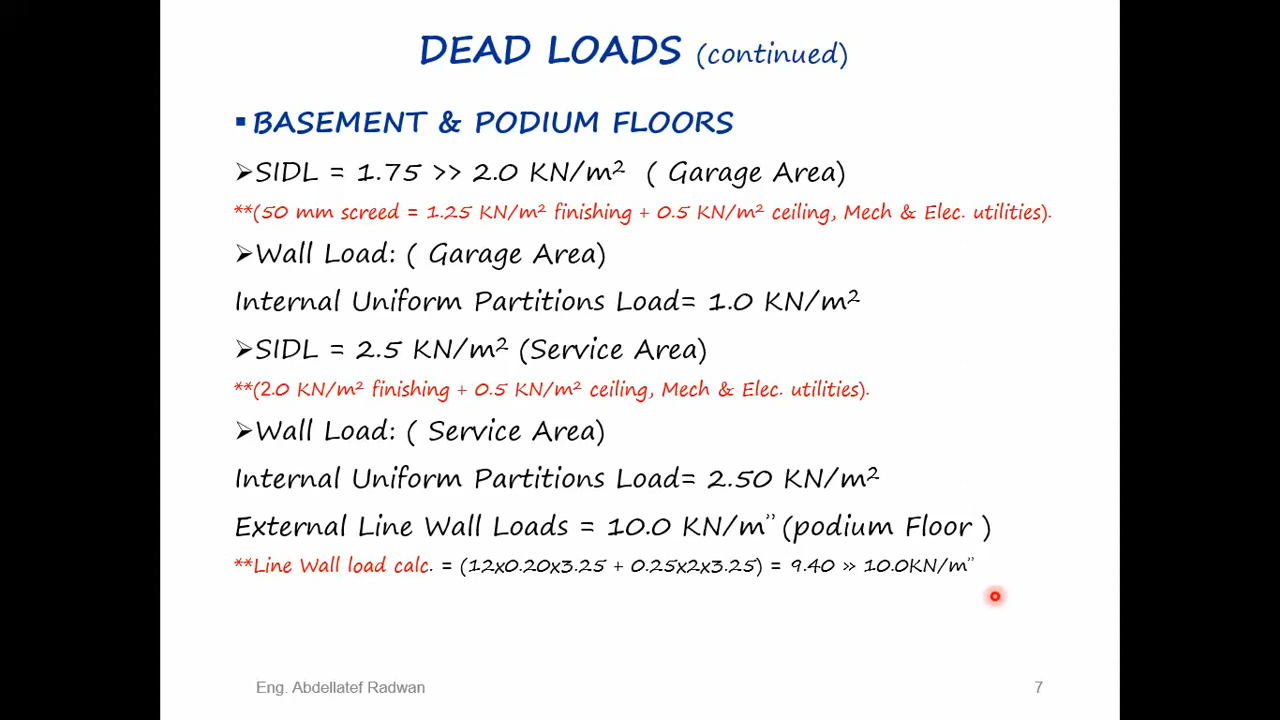 DEAD LOADS (continued)
▪ BASEMENT & PODIUM FLOORS
➢SIDL = 1.75 >> 2.0 KN/m² ( Garage Area)
**(50 mm screed = 1.25 KN/m² finishing + 0.5 KN/m² ceiling, Mech & Elec. utilities).
➢Wall Load: ( Garage Area)
Internal Uniform Partitions Load= 1.0 KN/m²
➢SIDL = 2.5 KN/m² (Service Area)
**(2.0 KN/m² finishing + 0.5 KN/m² ceiling, Mech & Elec. utilities).
➢Wall Load: ( Service Area)
Internal Uniform Partitions Load= 2.50 KN/m²
External Line Wall Loads = 10.0 KN/m” (podium Floor )
**Line Wall load calc. = (12x0.20x3.25 + 0.25x2x3.25) = 9.40 » 10.0KN/m”
Eng. Abdellatef Radwan
7